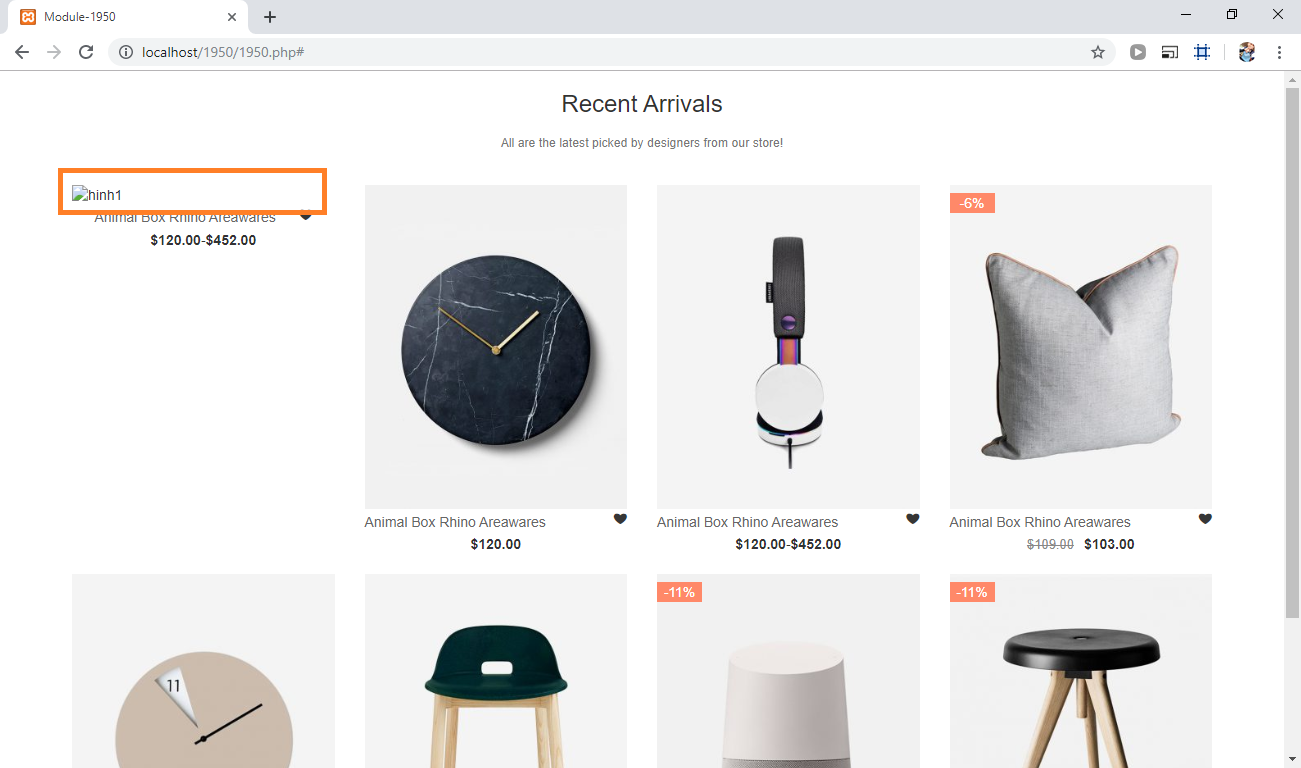 Module-1950
localhost/1950/1950.php#
Recent Arrivals
All are the latest picked by designers from our store!
hinh1
Animal Box Rhino Areawares
$120.00-$452.00
Animal Box Rhino Areawares
$120.00
Animal Box Rhino Areawares
$120.00-$452.00
-6%
Animal Box Rhino Areawares
$109.00 $103.00
11
-11%
-11%